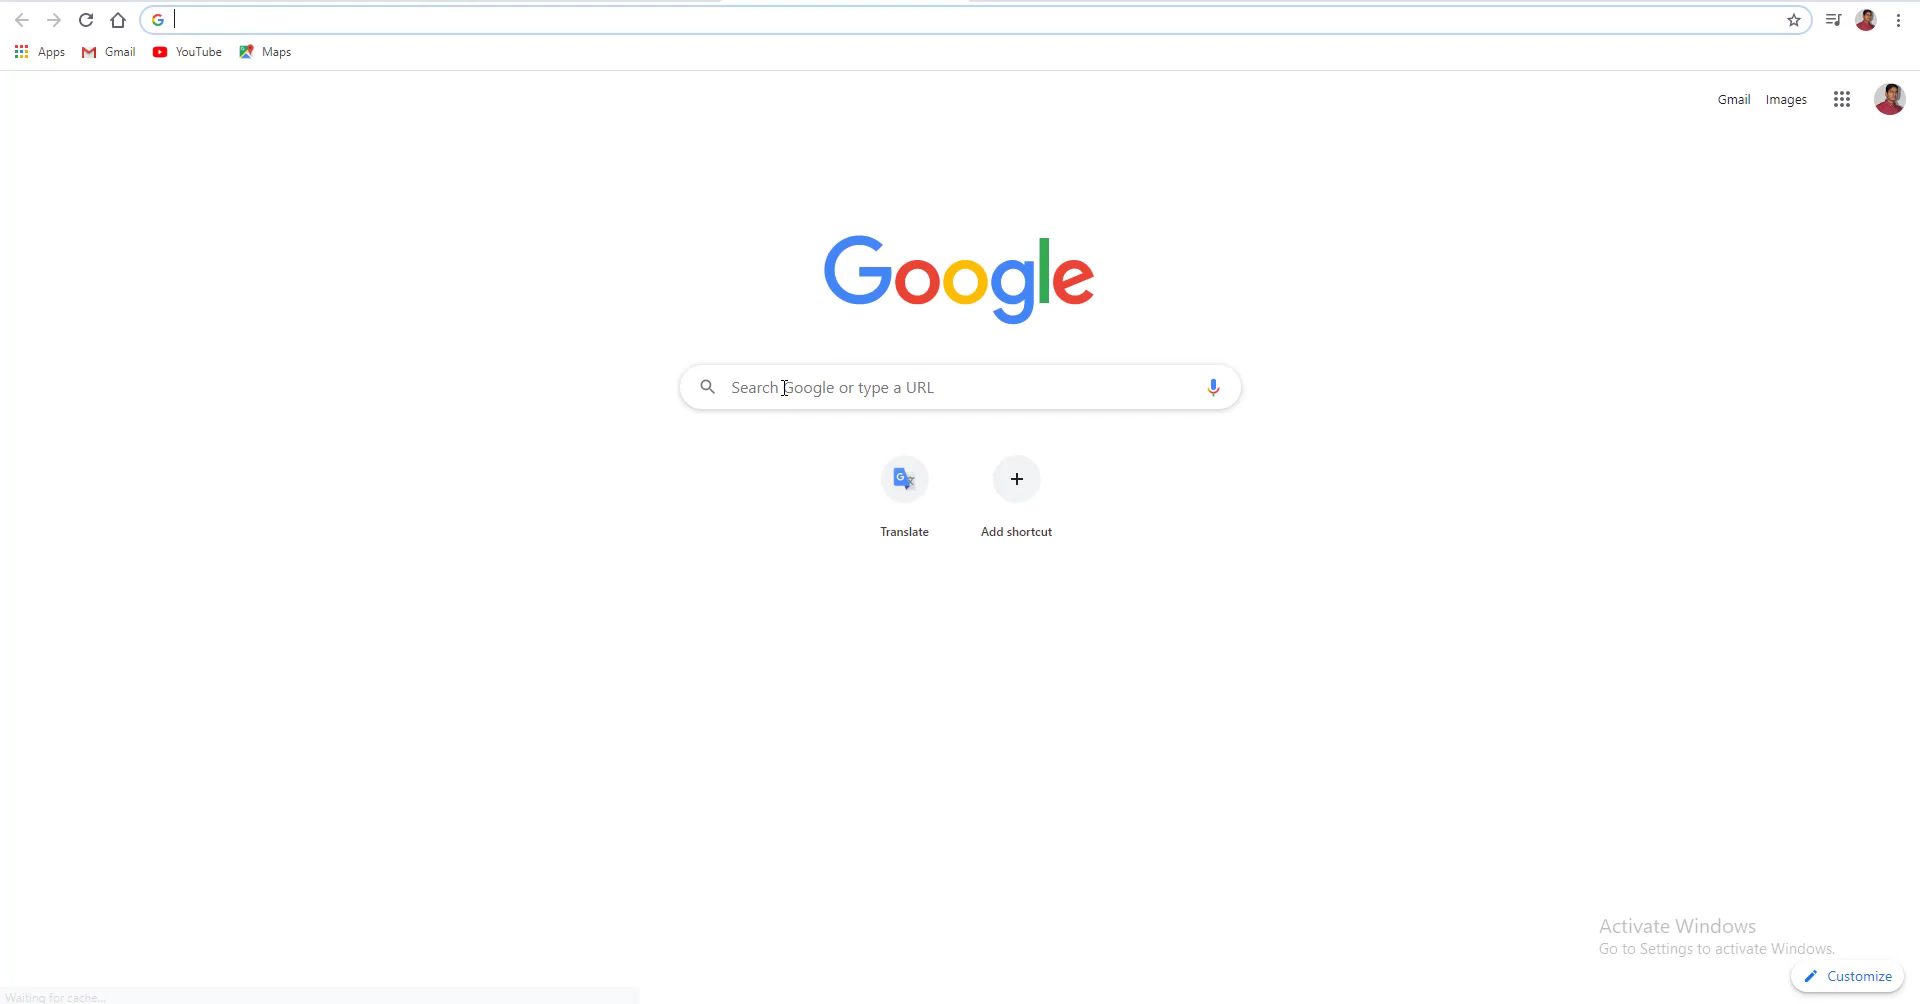 Apps Gmail YouTube Maps
Gmail Images
Google
Search Google or type a URL
Translate Add shortcut
Activate Windows
Go to Settings to activate Windows.
Customize
Waiting for cache...